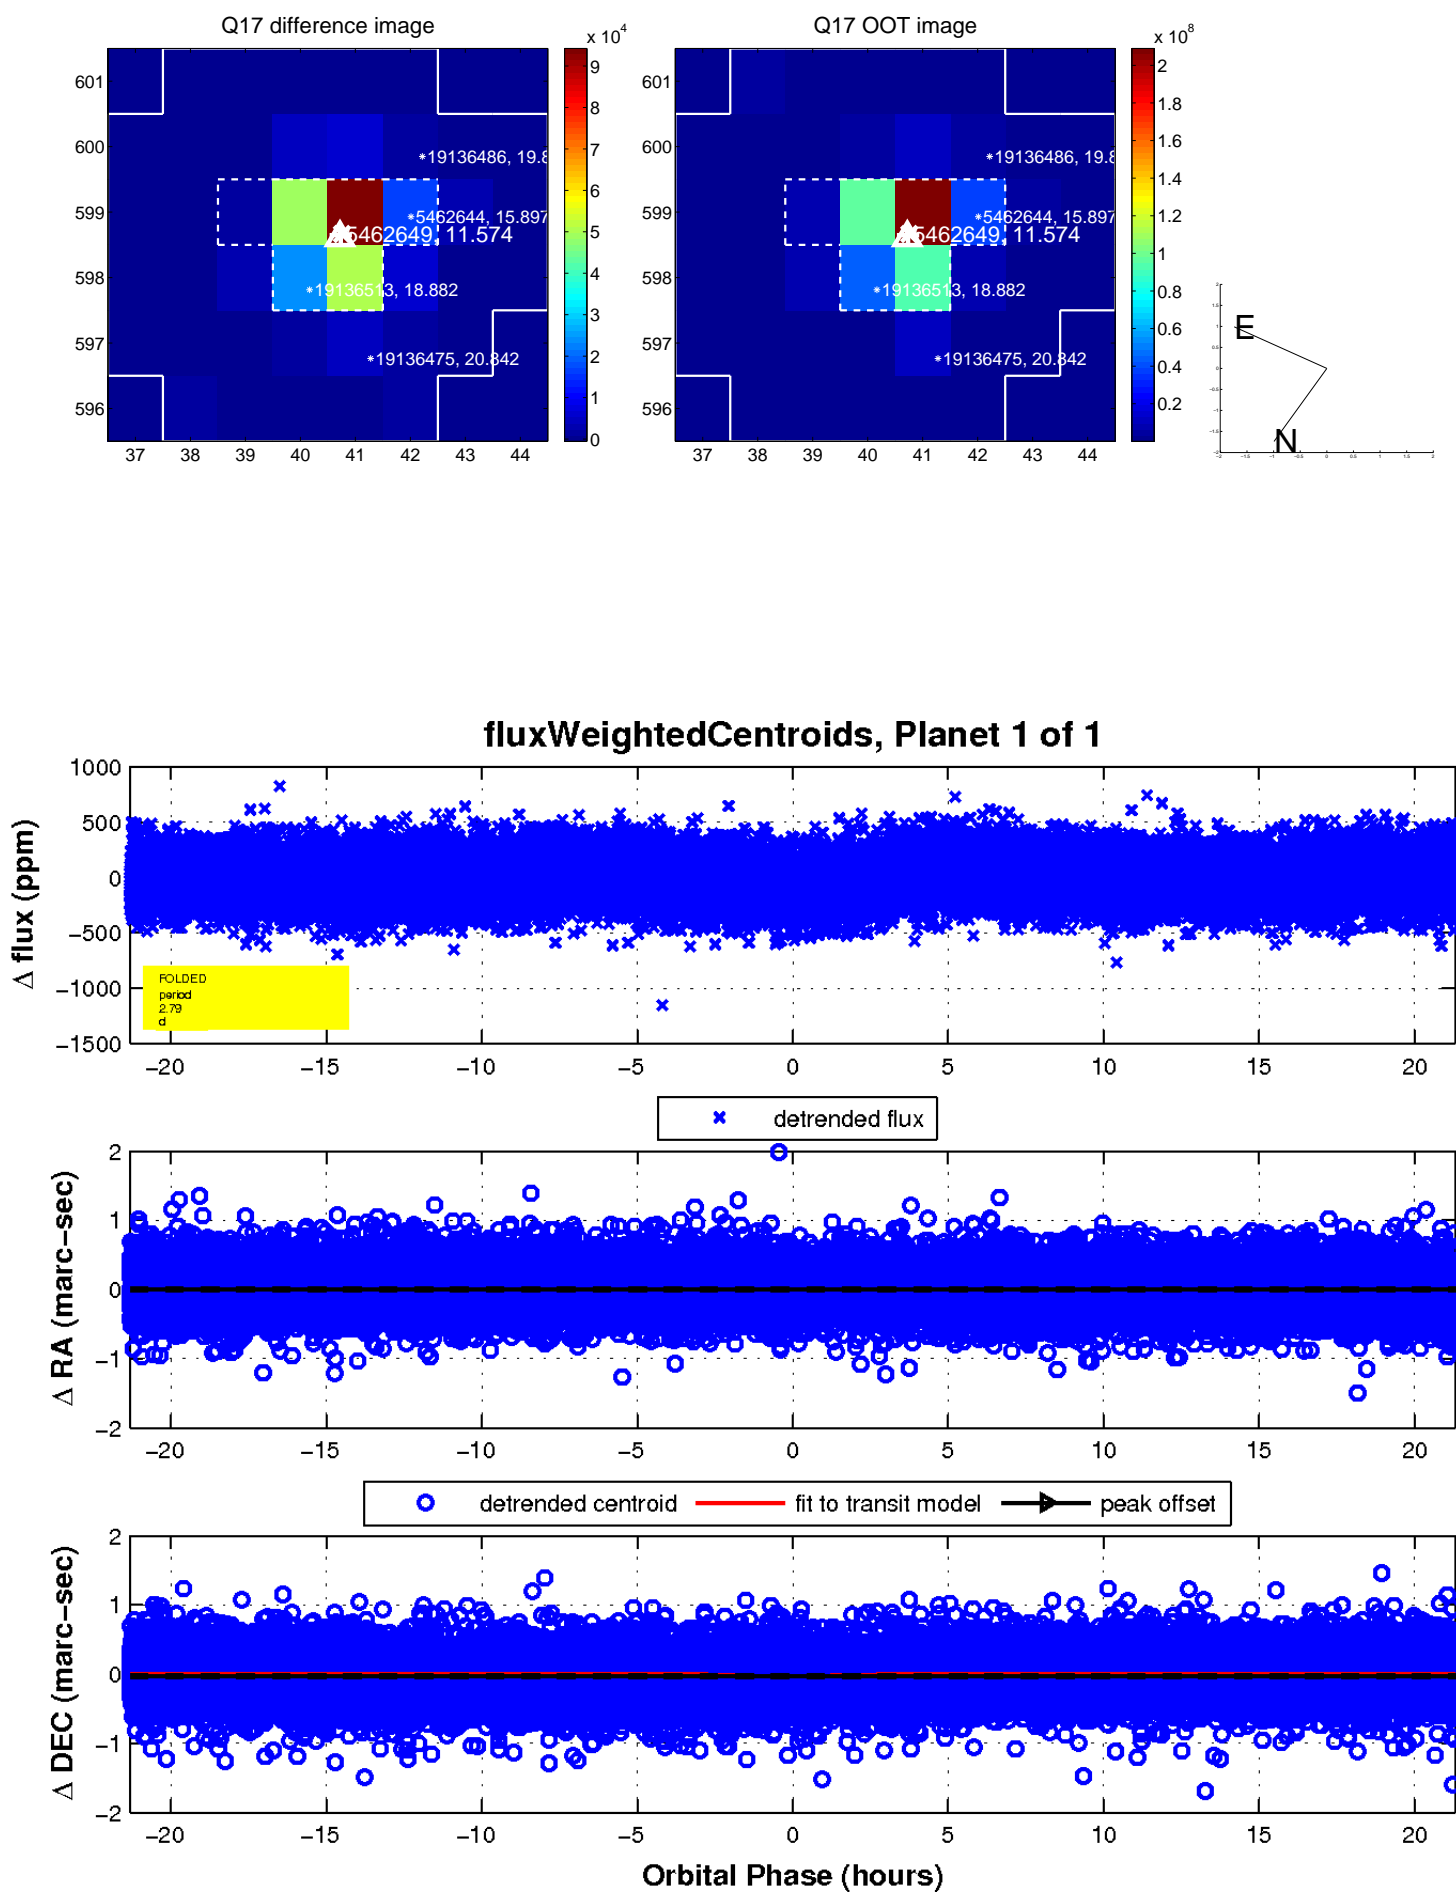 Q17 difference image
Q17 OOT image
x 10^4
x 10^8
601
600
599
598
597
596
37 38 39 40 41 42 43 44
9
8
7
6
5
4
3
2
1
0
19136486, 19.8
5462644, 15.897
5462649, 11.574
19136513, 18.882
19136475, 20.842
37 38 39 40 41 42 43 44
2
1.8
1.6
1.4
1.2
1
0.8
0.6
0.4
0.2
19136486, 19.8
5462644, 15.897
5462649, 11.574
19136513, 18.882
19136475, 20.842
E
N
fluxWeightedCentroids, Planet 1 of 1
Δ flux (ppm)
1000
500
0
−500
−1000
−1500
FOLDED
period
2.79
d
−20 −15 −10 −5 0 5 10 15 20
detrended flux
Δ RA (marc−sec)
2
1
0
−1
−2
−20 −15 −10 −5 0 5 10 15 20
detrended centroid fit to transit model peak offset
Δ DEC (marc−sec)
2
1
0
−1
−2
−20 −15 −10 −5 0 5 10 15 20
Orbital Phase (hours)